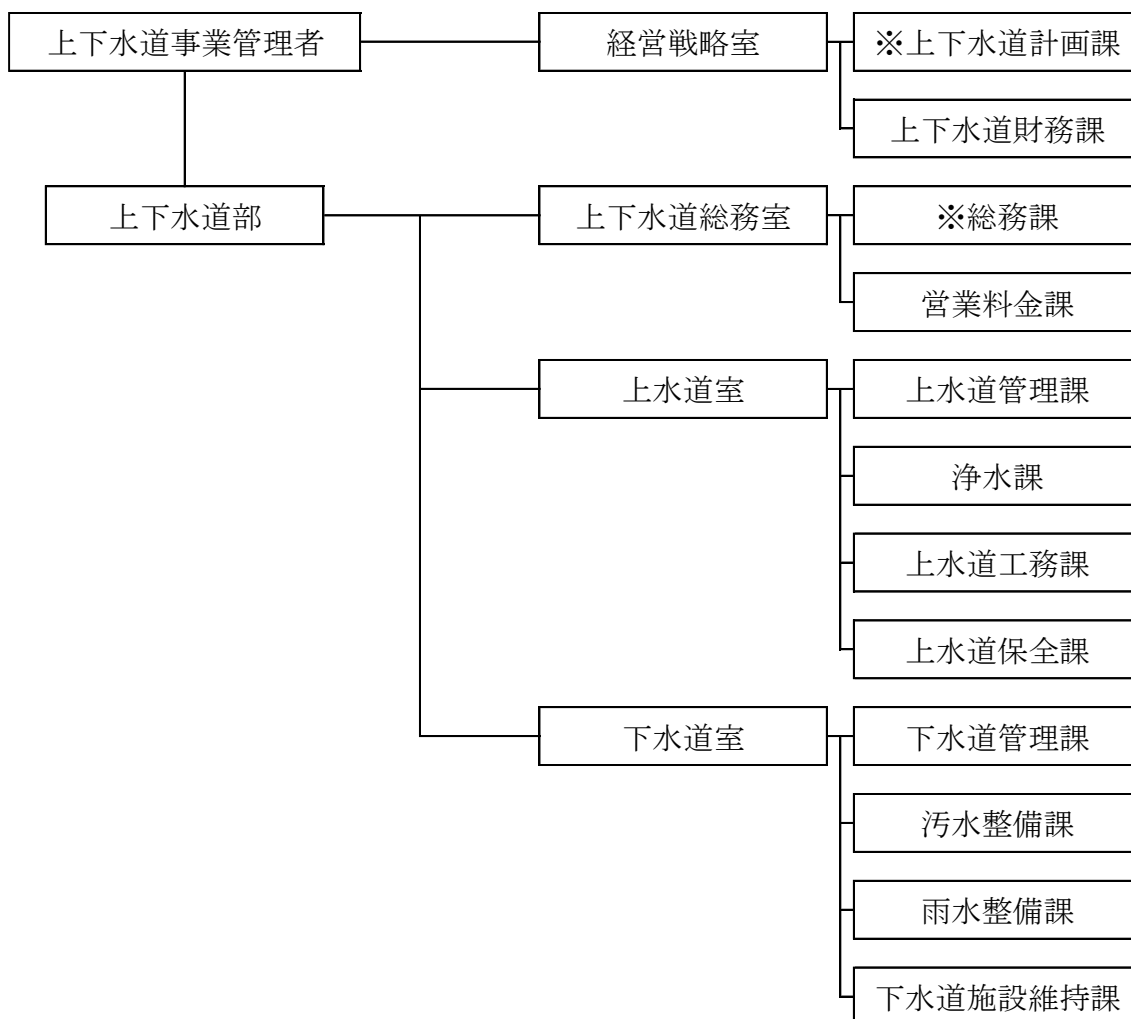 上下水道事業管理者
経営戦略室
※上下水道計画課
上下水道財務課
上下水道部
上下水道総務室
※総務課
営業料金課
上水道室
上水道管理課
浄水課
上水道工務課
上水道保全課
下水道室
下水道管理課
汚水整備課
雨水整備課
下水道施設維持課